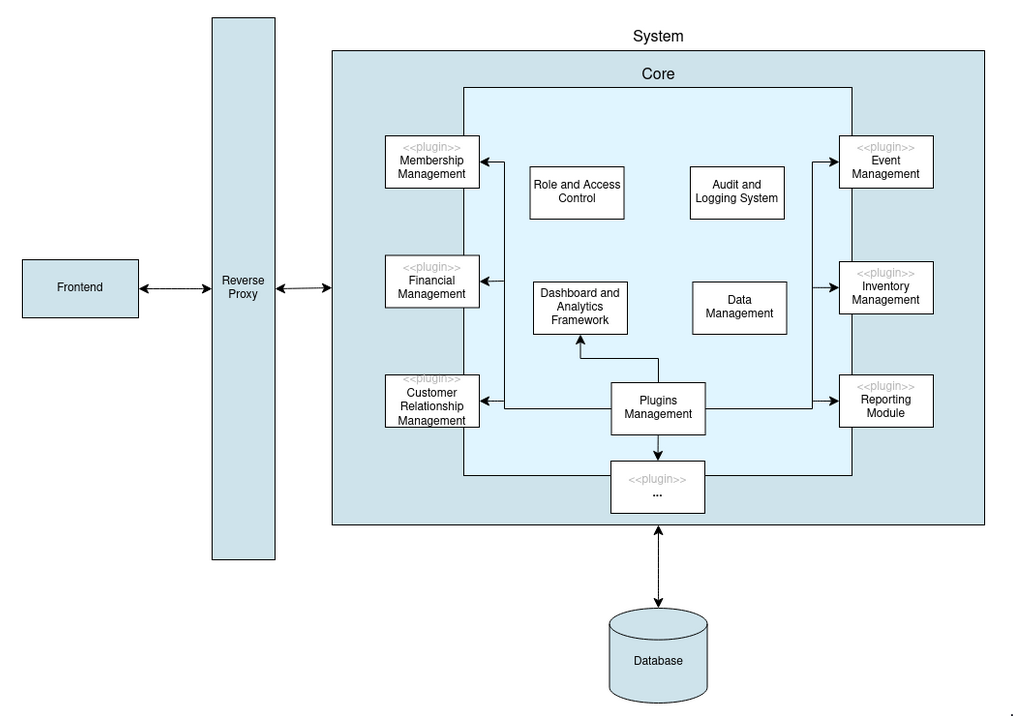 System
Core
<<plugin>>
Membership
Management
<<plugin>>
Event
Management
Role and Access
Control
Audit and
Logging System
Frontend
Reverse
Proxy
<<plugin>>
Financial
Management
<<plugin>>
Inventory
Management
Dashboard and
Analytics
Framework
Data
Management
<<plugin>>
Customer
Relationship
Management
Plugins
Management
<<plugin>>
Reporting
Module
<<plugin>>
...
Database